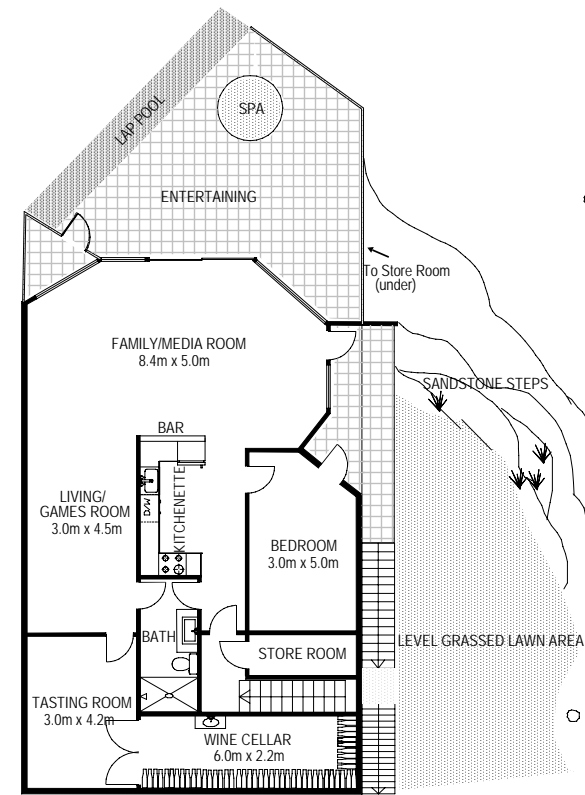 LAP POOL
SPA
ENTERTAINING
To Store Room
(under)
FAMILY/MEDIA ROOM
8.4m x 5.0m
SANDSTONE STEPS
BAR
LIVING/
GAMES ROOM
3.0m x 4.5m
D/W
KITCHENETTE
BEDROOM
3.0m x 5.0m
BATH
STORE ROOM
LEVEL GRASSED LAWN AREA
TASTING ROOM
3.0m x 4.2m
WINE CELLAR
6.0m x 2.2m